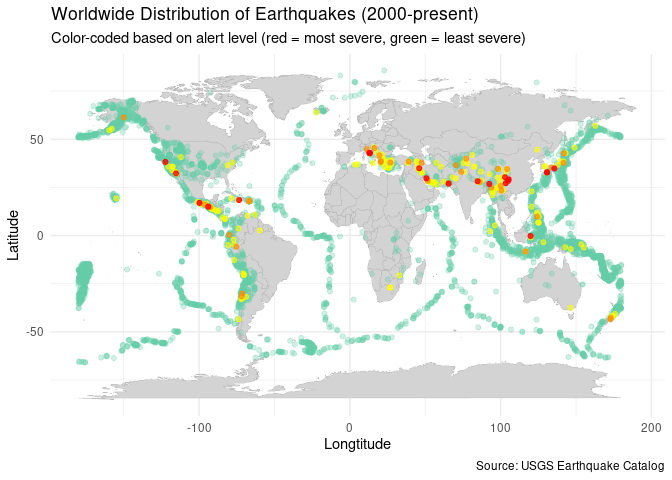 Worldwide Distribution of Earthquakes (2000-present)
Color-coded based on alert level (red = most severe, green = least severe)
50
0
-50
Latitude
-100
0
100
200
Longtitude
Source: USGS Earthquake Catalog